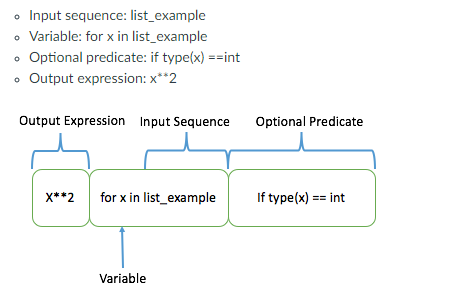 Input sequence: list_example
Variable: for x in list_example
Optional predicate: if type(x) ==int
Output expression: x**2
Output Expression Input Sequence Optional Predicate
X**2 for x in list_example If type(x) == int
Variable